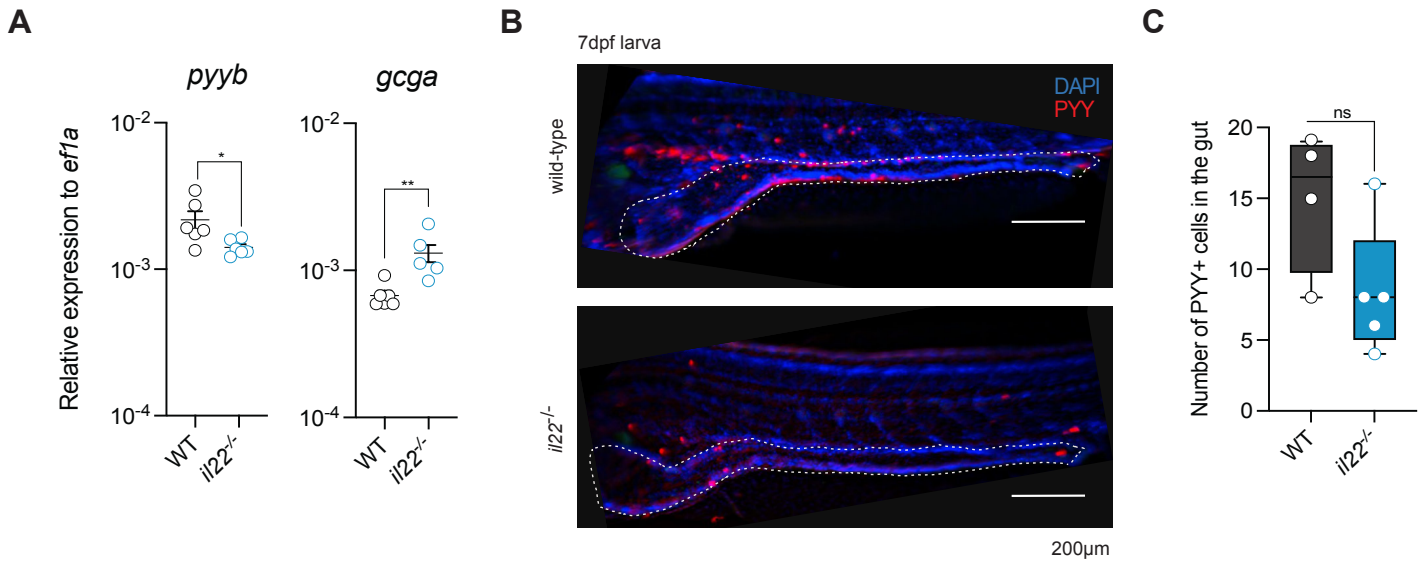 A
pyyb
gcga
Relative expression to ef1a
10⁻²
10⁻³
10⁻⁴
*
WT
il22⁻/⁻
10⁻²
10⁻³
10⁻⁴
**
WT
il22⁻/⁻
B
7dpf larva
wild-type
DAPI
PYY
il22⁻/⁻
200µm
C
Number of PYY+ cells in the gut
20
15
10
5
0
ns
WT
il22⁻/⁻